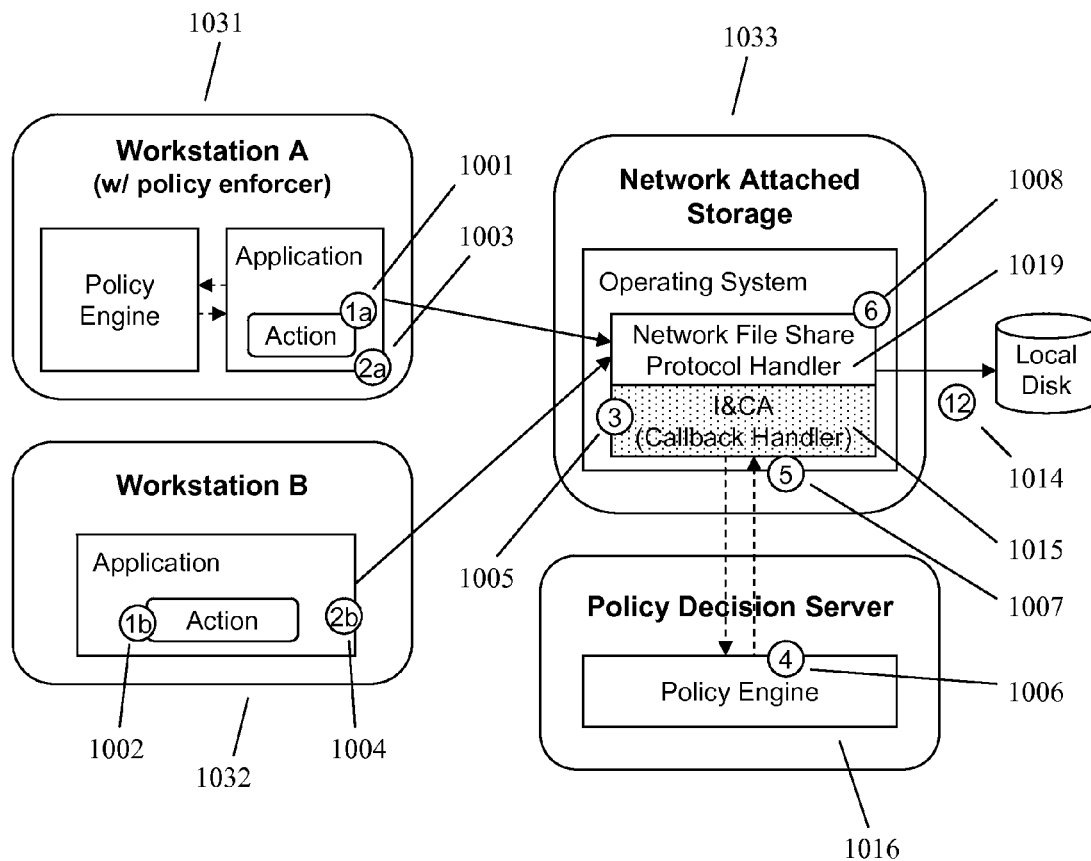 1031
1033
Workstation A
(w/ policy enforcer)
1001
1003
Policy
Engine
Application
1a
Action
2a
Network Attached
Storage
1008
1019
Operating System
6
Network File Share
Protocol Handler
3
I&CA
(Callback Handler)
5
Local
Disk
12
1014
1015
1007
1005
Workstation B
Application
1b
Action
2b
1002
1004
1032
Policy Decision Server
4
Policy Engine
1006
1016